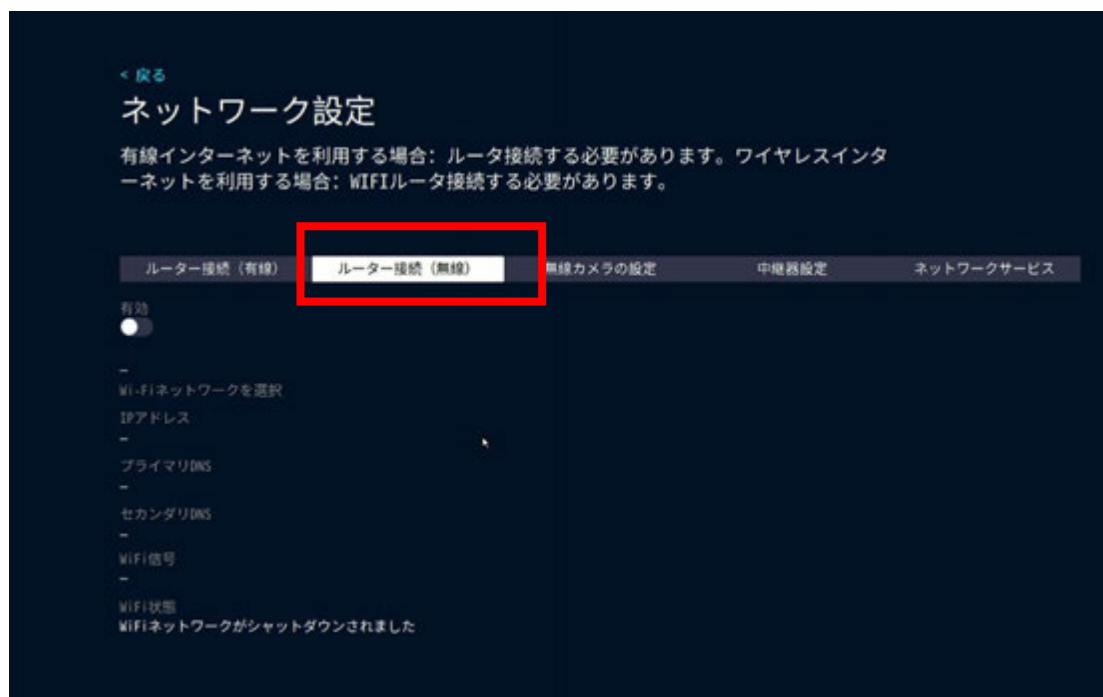 < 戻る
ネットワーク設定
有線インターネットを利用する場合: ルータ接続する必要があります。ワイヤレスインタ
ーネットを利用する場合: WIFIルータ接続する必要があります。
ルーター接続（有線） ルーター接続（無線） 無線カメラの設定 中継器設定 ネットワークサービス
有効
–
Wi-Fiネットワークを選択
IPアドレス
–
プライマリDNS
–
セカンダリDNS
–
WiFi信号
–
WiFi状態
WiFiネットワークがシャットダウンされました